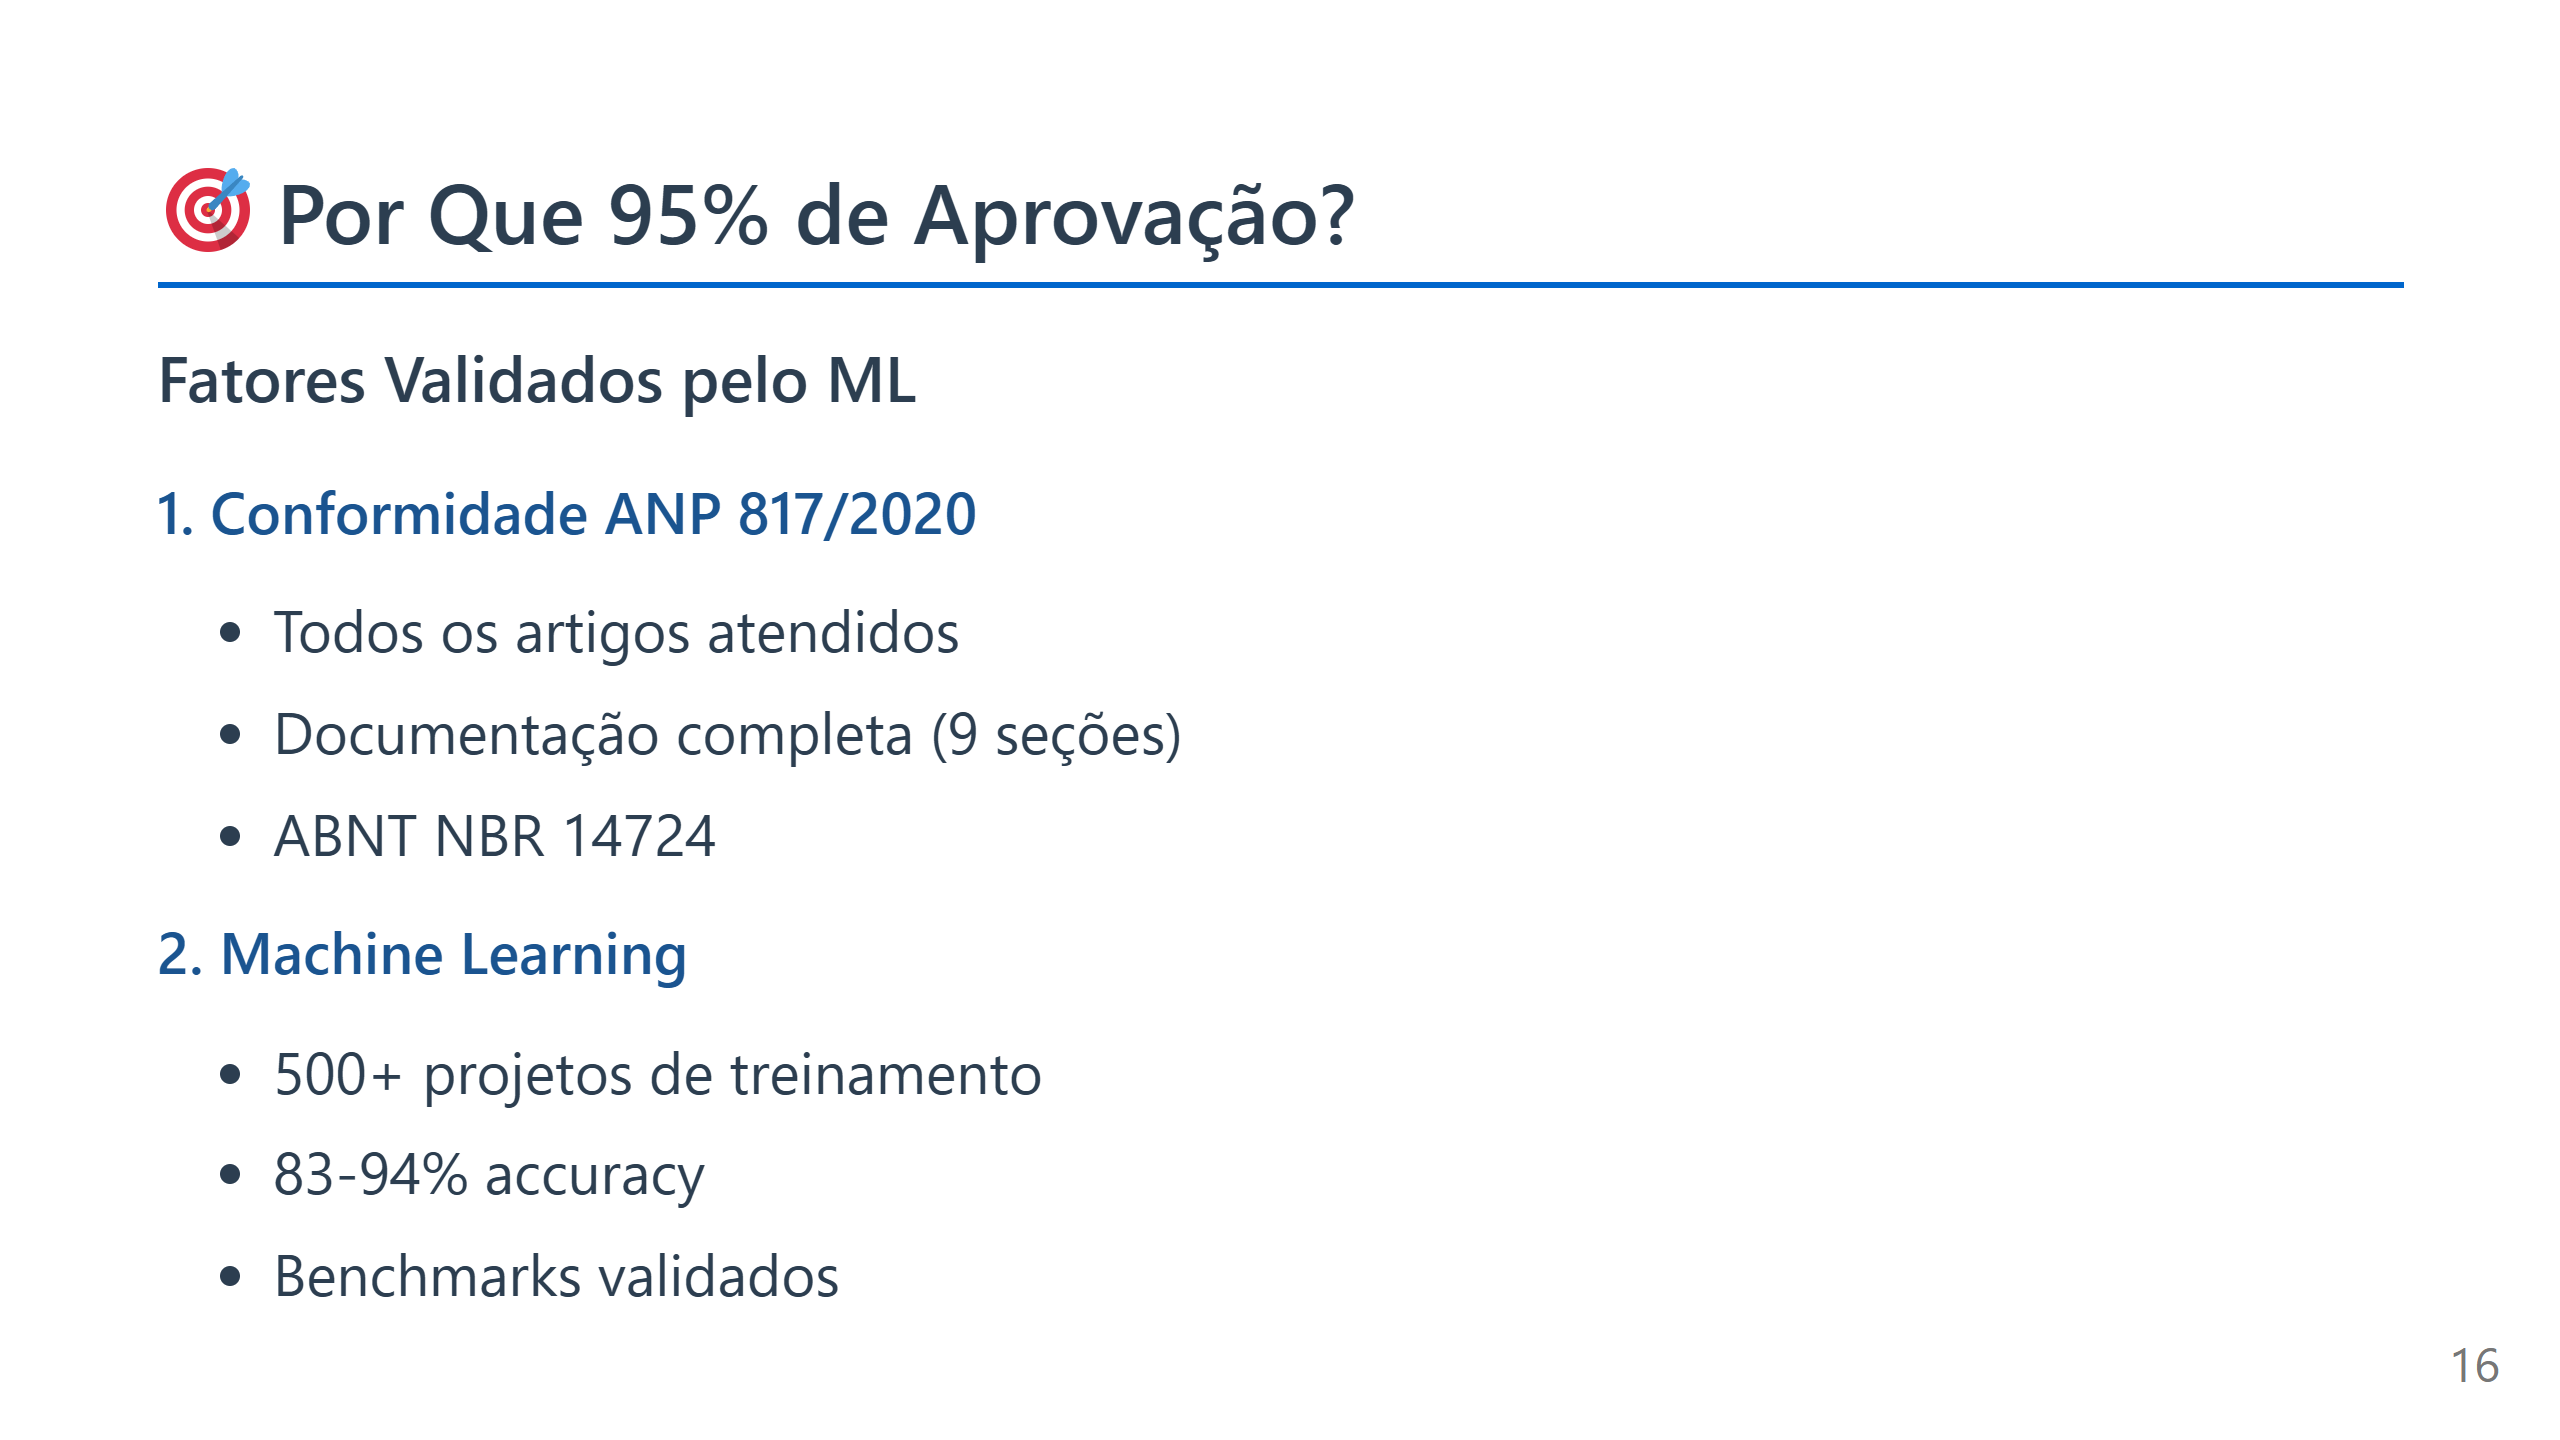 Por Que 95% de Aprovação?
Fatores Validados pelo ML
1. Conformidade ANP 817/2020
• Todos os artigos atendidos
• Documentação completa (9 seções)
• ABNT NBR 14724
2. Machine Learning
• 500+ projetos de treinamento
• 83-94% accuracy
• Benchmarks validados
16